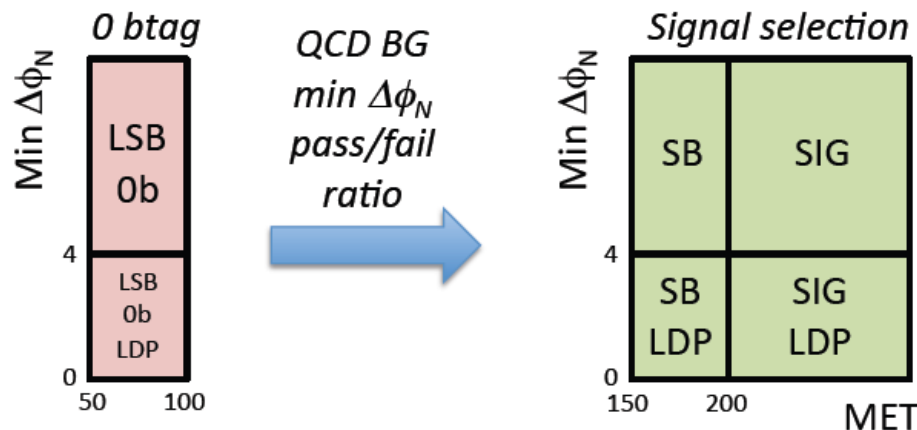 0 btag
Min Δϕ_N
LSB
0b
4
LSB
0b
LDP
0
50 100
QCD BG
min Δϕ_N
pass/fail
ratio
Signal selection
Min Δϕ_N
SB SIG
4
SB SIG
LDP LDP
0
150 200
MET